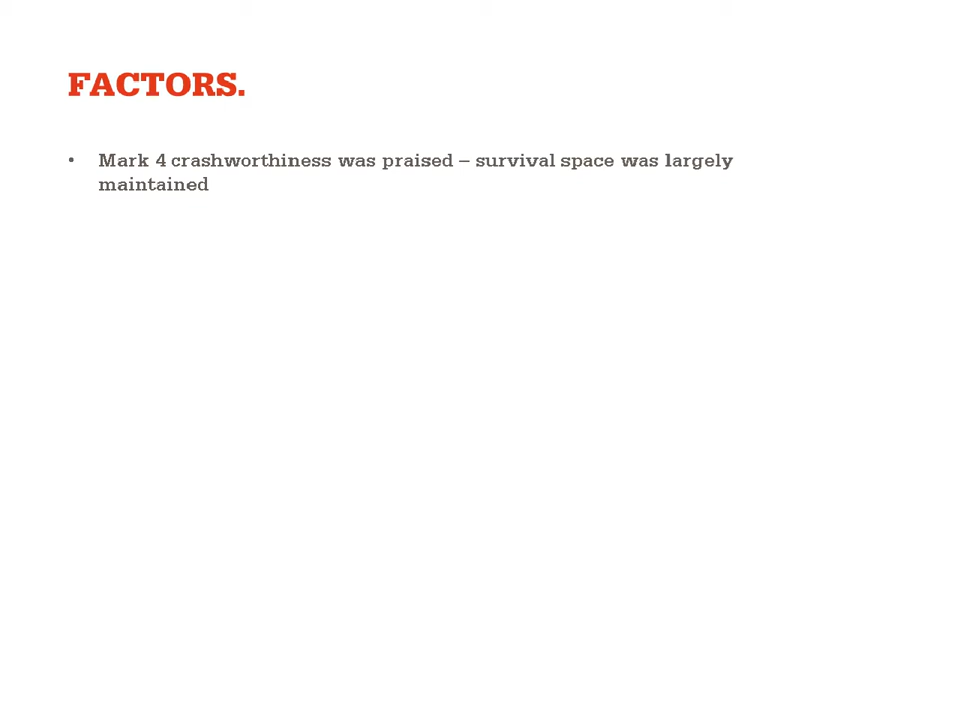 FACTORS.
• Mark 4 crashworthiness was praised – survival space was largely
maintained